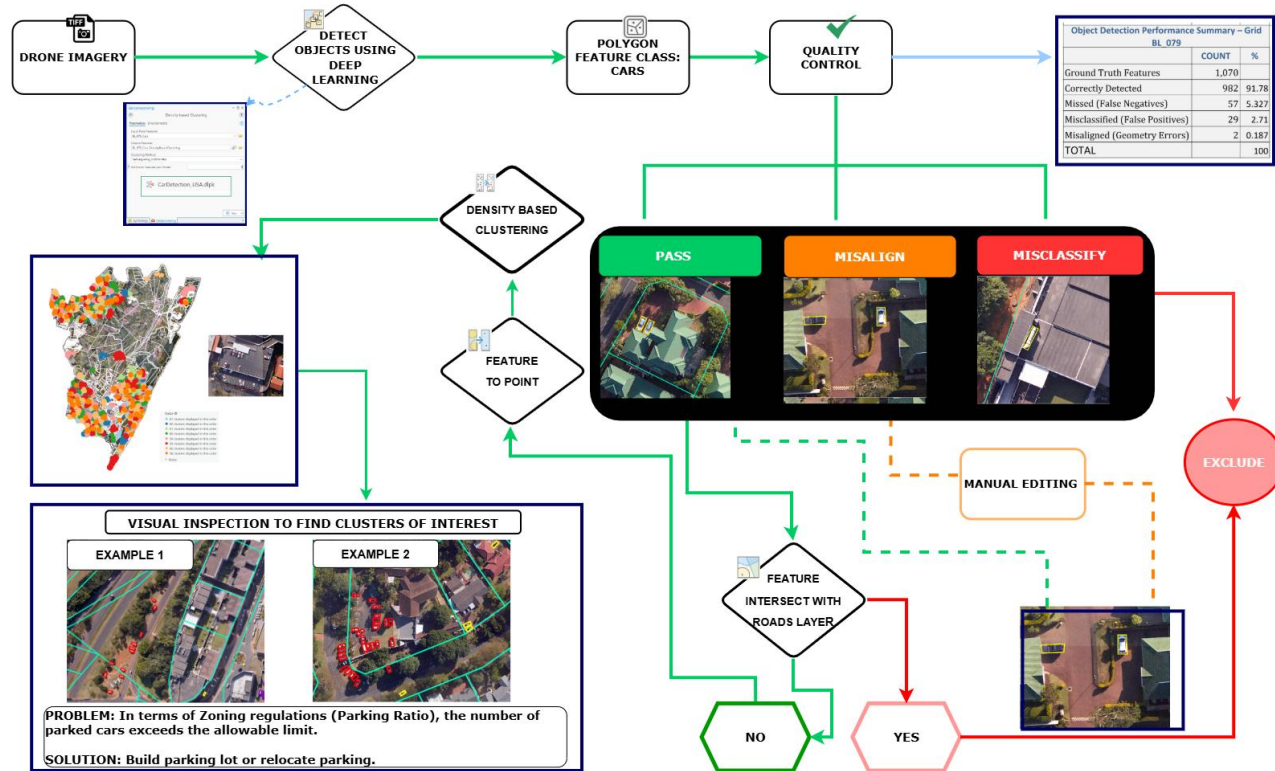 TIFF
DRONE IMAGERY
DETECT
OBJECTS USING
DEEP
LEARNING
POLYGON
FEATURE CLASS:
CARS
QUALITY
CONTROL
Object Detection Performance Summary – Grid
BL_079
COUNT %
Ground Truth Features 1,070
Correctly Detected 982 91.78
Missed (False Negatives) 57 5.327
Misclassified (False Positives) 29 2.71
Misaligned (Geometry Errors) 2 0.187
TOTAL 100
Density-based Clustering
CarDetection_USA.dlpk
DENSITY BASED
CLUSTERING
PASS
MISALIGN
MISCLASSIFY
FEATURE
TO POINT
EXCLUDE
MANUAL EDITING
VISUAL INSPECTION TO FIND CLUSTERS OF INTEREST
EXAMPLE 1
EXAMPLE 2
FEATURE
INTERSECT WITH
ROADS LAYER
PROBLEM: In terms of Zoning regulations (Parking Ratio), the number of
parked cars exceeds the allowable limit.
SOLUTION: Build parking lot or relocate parking.
NO
YES